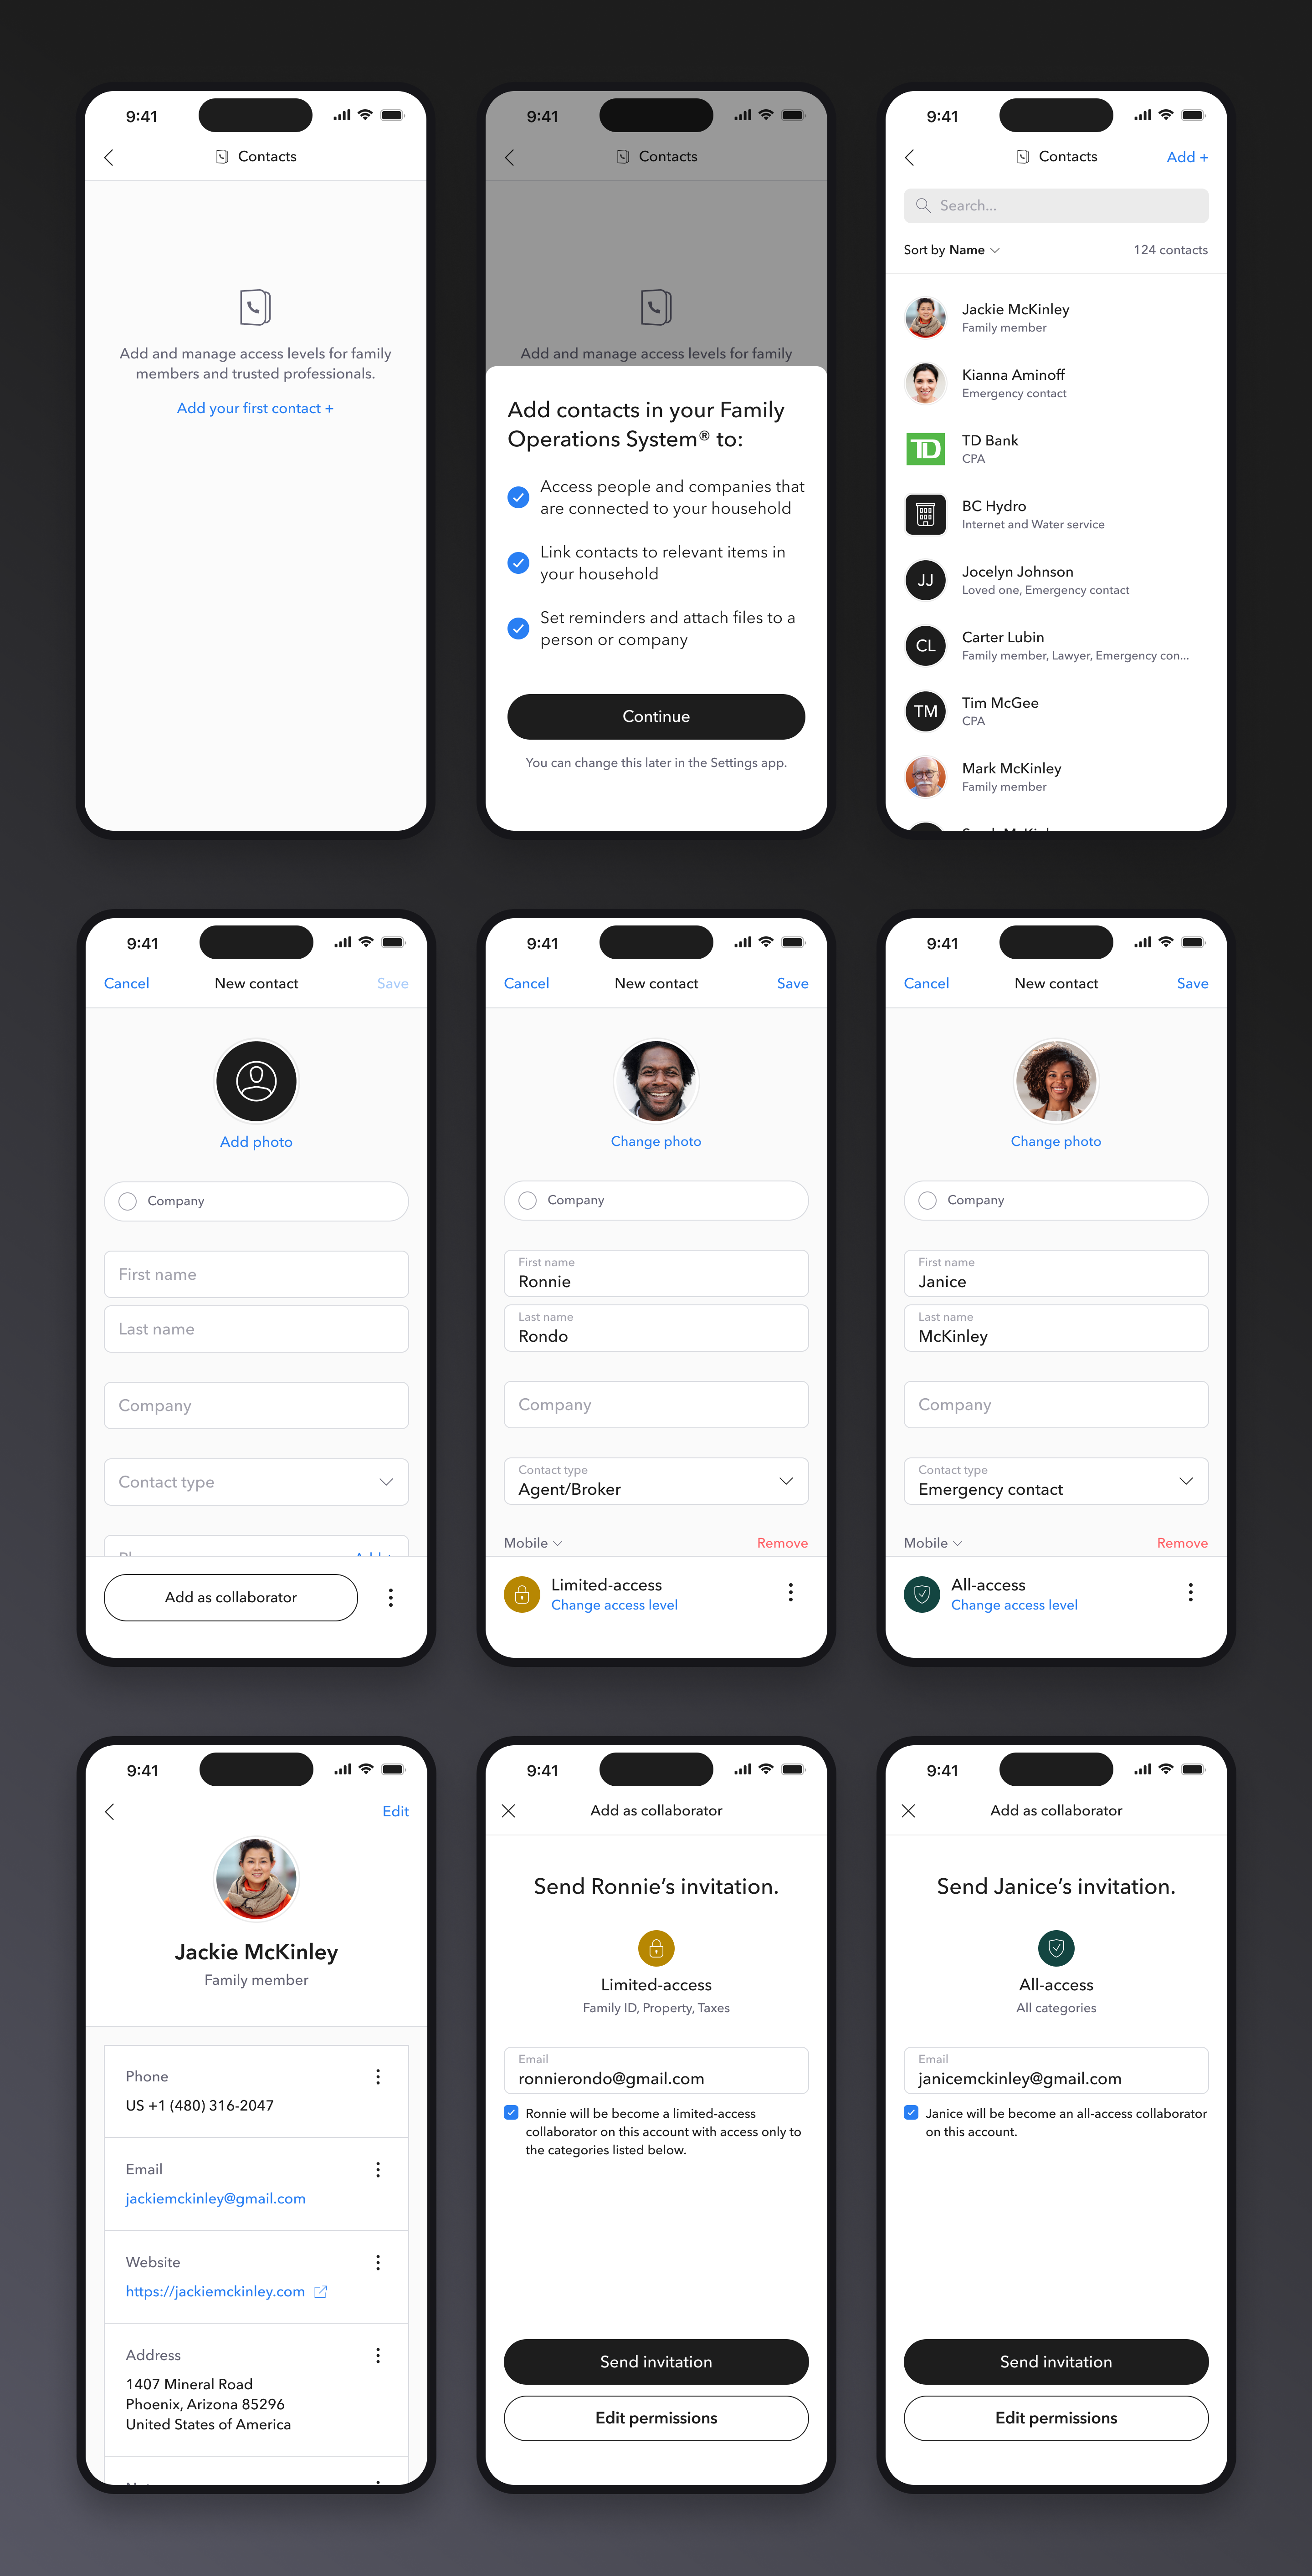 9:41
Contacts
Add and manage access levels for family
members and trusted professionals.
Add your first contact +
9:41
Contacts
Add and manage access levels for family
Add contacts in your Family
Operations System® to:
Access people and companies that
are connected to your household
Link contacts to relevant items in
your household
Set reminders and attach files to a
person or company
Continue
You can change this later in the Settings app.
9:41
Contacts
Add +
Search...
Sort by Name
124 contacts
Jackie McKinley
Family member
Kianna Aminoff
Emergency contact
TD
TD Bank
CPA
BC Hydro
Internet and Water service
JJ
Jocelyn Johnson
Loved one, Emergency contact
CL
Carter Lubin
Family member, Lawyer, Emergency con...
TM
Tim McGee
CPA
Mark McKinley
Family member
9:41
Cancel
New contact
Save
Add photo
Company
First name
Last name
Company
Contact type
Add as collaborator
9:41
Cancel
New contact
Save
Change photo
Company
First name
Ronnie
Last name
Rondo
Company
Contact type
Agent/Broker
Mobile
Remove
Limited-access
Change access level
9:41
Cancel
New contact
Save
Change photo
Company
First name
Janice
Last name
McKinley
Company
Contact type
Emergency contact
Mobile
Remove
All-access
Change access level
9:41
Edit
Jackie McKinley
Family member
Phone
US +1 (480) 316-2047
Email
jackiemckinley@gmail.com
Website
https://jackiemckinley.com
Address
1407 Mineral Road
Phoenix, Arizona 85296
United States of America
9:41
Add as collaborator
Send Ronnie’s invitation.
Limited-access
Family ID, Property, Taxes
Email
ronnierondo@gmail.com
Ronnie will be become a limited-access
collaborator on this account with access only to
the categories listed below.
Send invitation
Edit permissions
9:41
Add as collaborator
Send Janice’s invitation.
All-access
All categories
Email
janicemckinley@gmail.com
Janice will be become an all-access collaborator
on this account.
Send invitation
Edit permissions